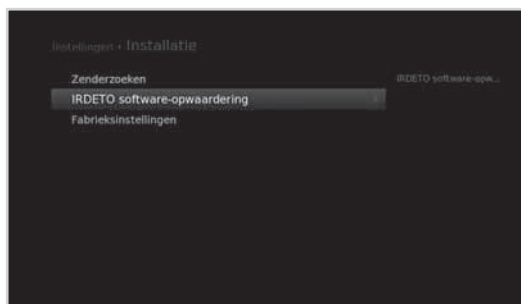 Instellingen • Installatie
Zenderzoeken
IRDETO software-opwaardering
IRDETO software-opw...
Fabrieksinstellingen